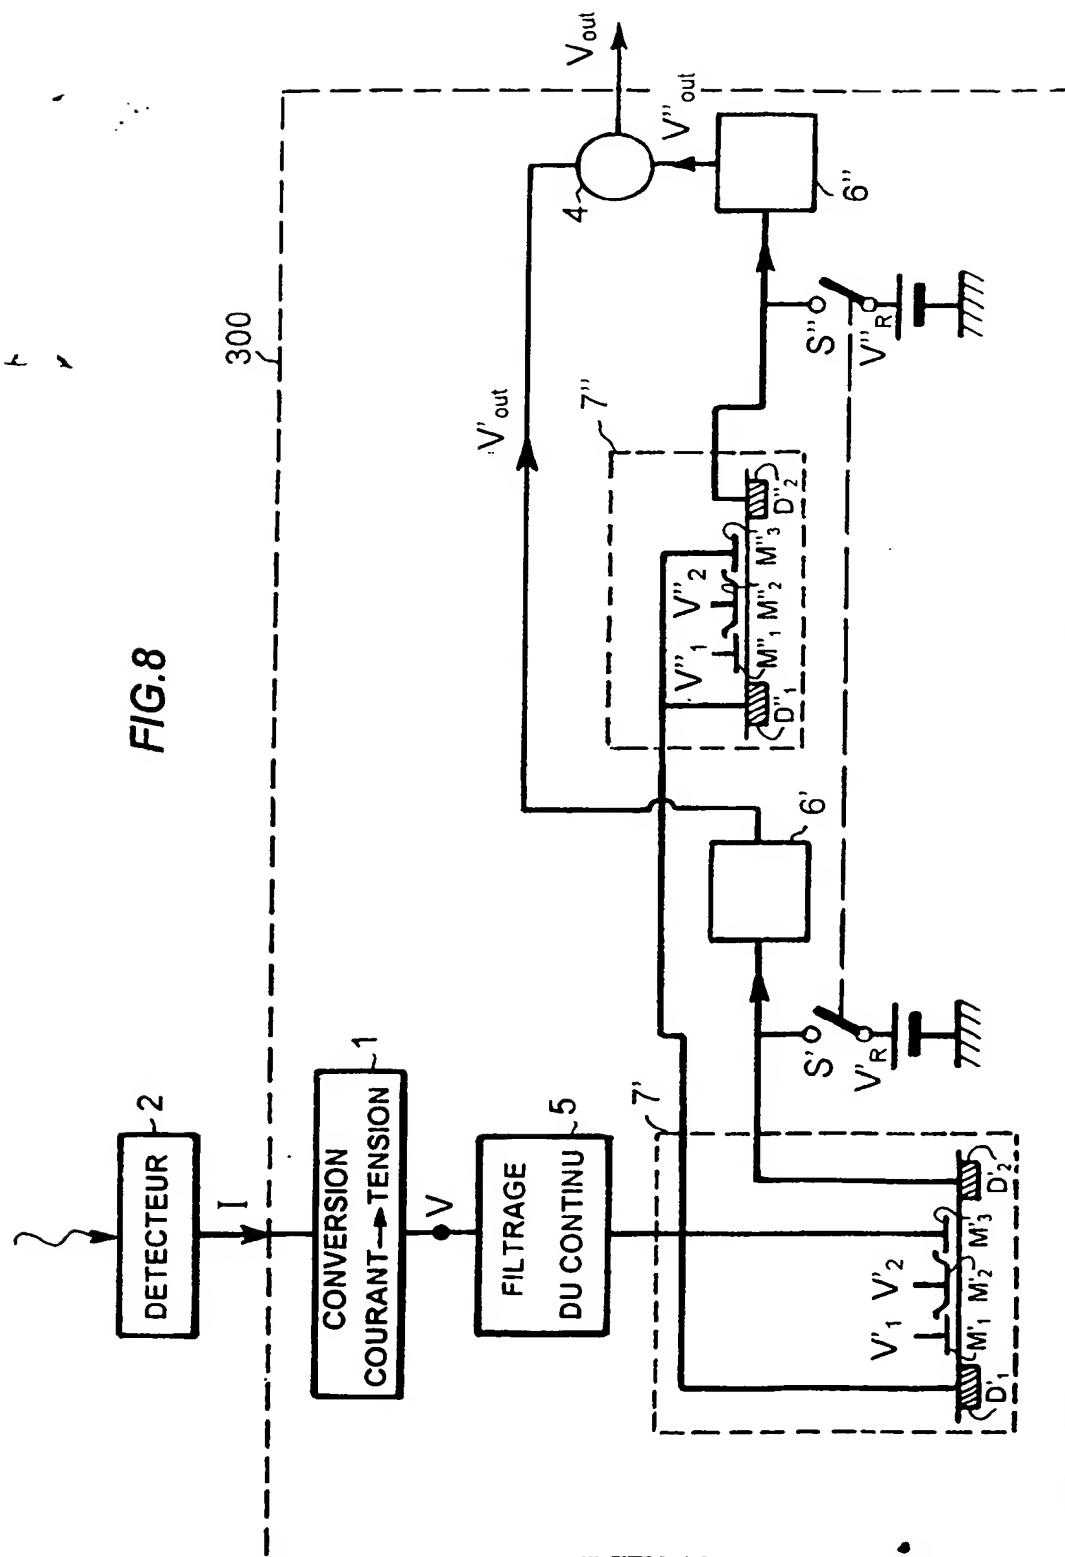 FIG.8
DETECTEUR
2
I
300
CONVERSION
COURANT→TENSION
1
V
FILTRAGE
DU CONTINU
5
7'
V'1
V'2
D'1
M'1
M'2
M'3
D'2
S'
V'R
6'
V'out
7"
V"1
V"2
D"1
M"1
M"2
M"3
D"2
S"
V"R
6"
V"out
4
Vout